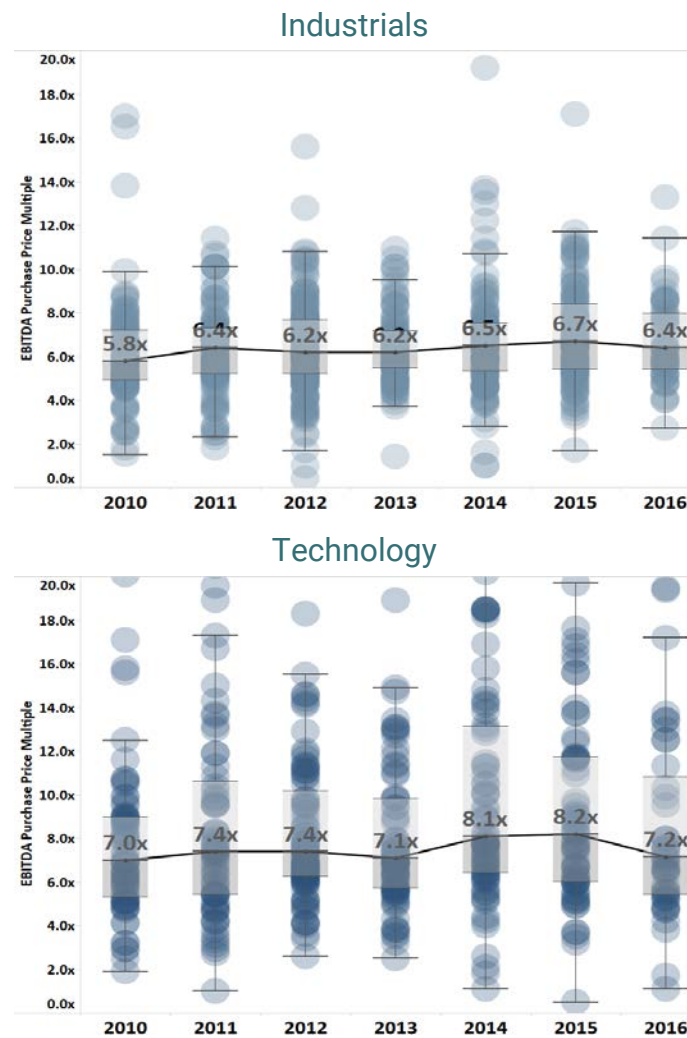 Industrials
20.0x
18.0x
16.0x
14.0x
12.0x
10.0x
8.0x
6.0x
4.0x
2.0x
0.0x
EBITDA Purchase Price Multiple
5.8x
6.4x
6.2x
6.2x
6.5x
6.7x
6.4x
2010 2011 2012 2013 2014 2015 2016
Technology
20.0x
18.0x
16.0x
14.0x
12.0x
10.0x
8.0x
6.0x
4.0x
2.0x
0.0x
EBITDA Purchase Price Multiple
7.0x
7.4x
7.4x
7.1x
8.1x
8.2x
7.2x
2010 2011 2012 2013 2014 2015 2016